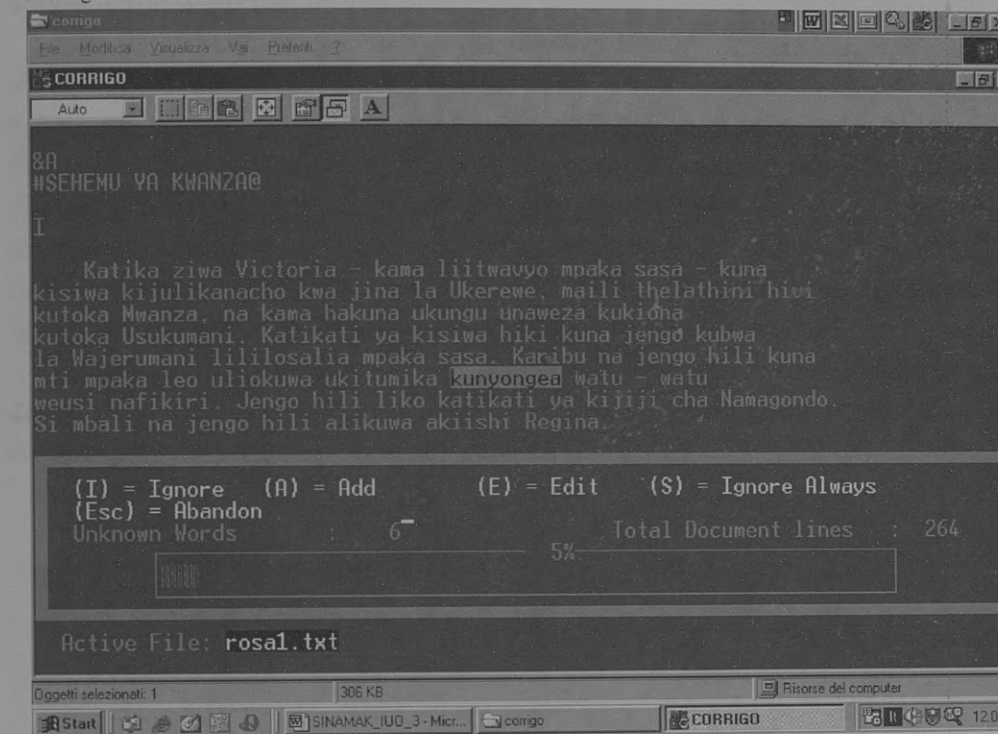 corrigo
File Modifica Visualizza Vai Preferiti ?
CORRIGO
Auto
A
&A
#SEHEMU YA KWANZA@
I
Katika ziwa Victoria - kama liitwavyo mpaka sasa - kuna
kisiwa kijulikanacho kwa jina la Ukerewe, maili thelathini hivi
kutoka Mwanza, na kama hakuna ukungu unaweza kukiona
kutoka Usukumani. Katikati ya kisiwa hiki kuna jengo kubwa
la Wajerumani lililosalia mpaka sasa. Karibu na jengo hili kuna
mti mpaka leo uliokuwa ukitumika kunyongea watu - watu
weusi nafikiri. Jengo hili liko katikati ya kijiji cha Namagondo.
Si mbali na jengo hili alikuwa akiishi Regina.
(I) = Ignore (A) = Add (E) = Edit (S) = Ignore Always
(Esc) = Abandon
Unknown Words : 6 Total Document lines : 264
5%
Active File: rosa1.txt
Oggetti selezionati: 1 306 KB Risorse del computer
Start SINAMAK_IUO_3 - Micr... corrigo CORRIGO 12.0